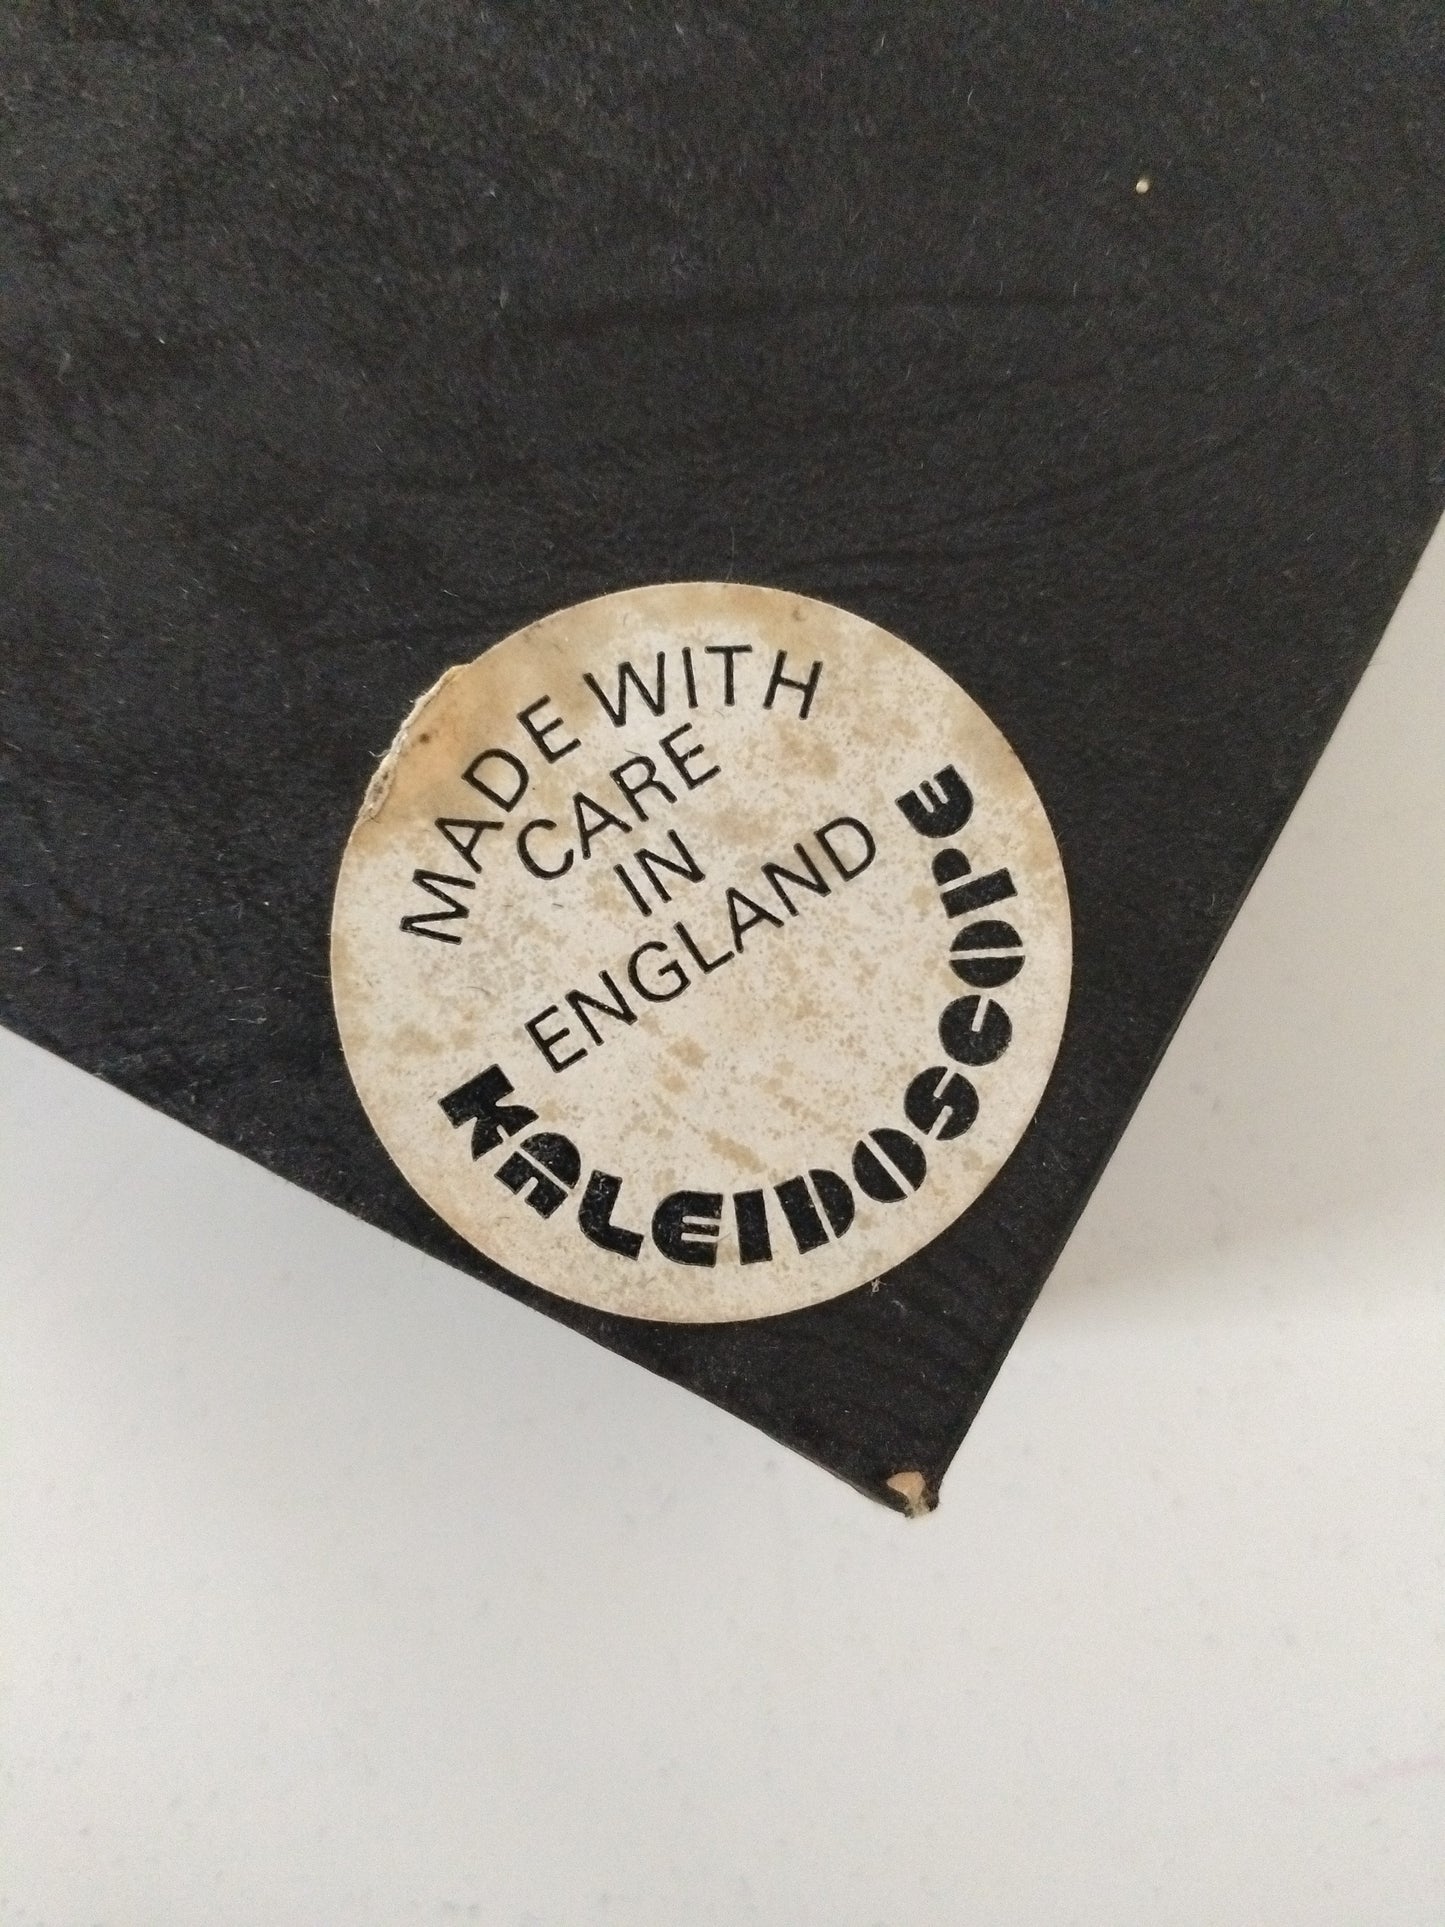 MADE WITH
CARE
IN
ENGLAND
KALEIDOSCOPE